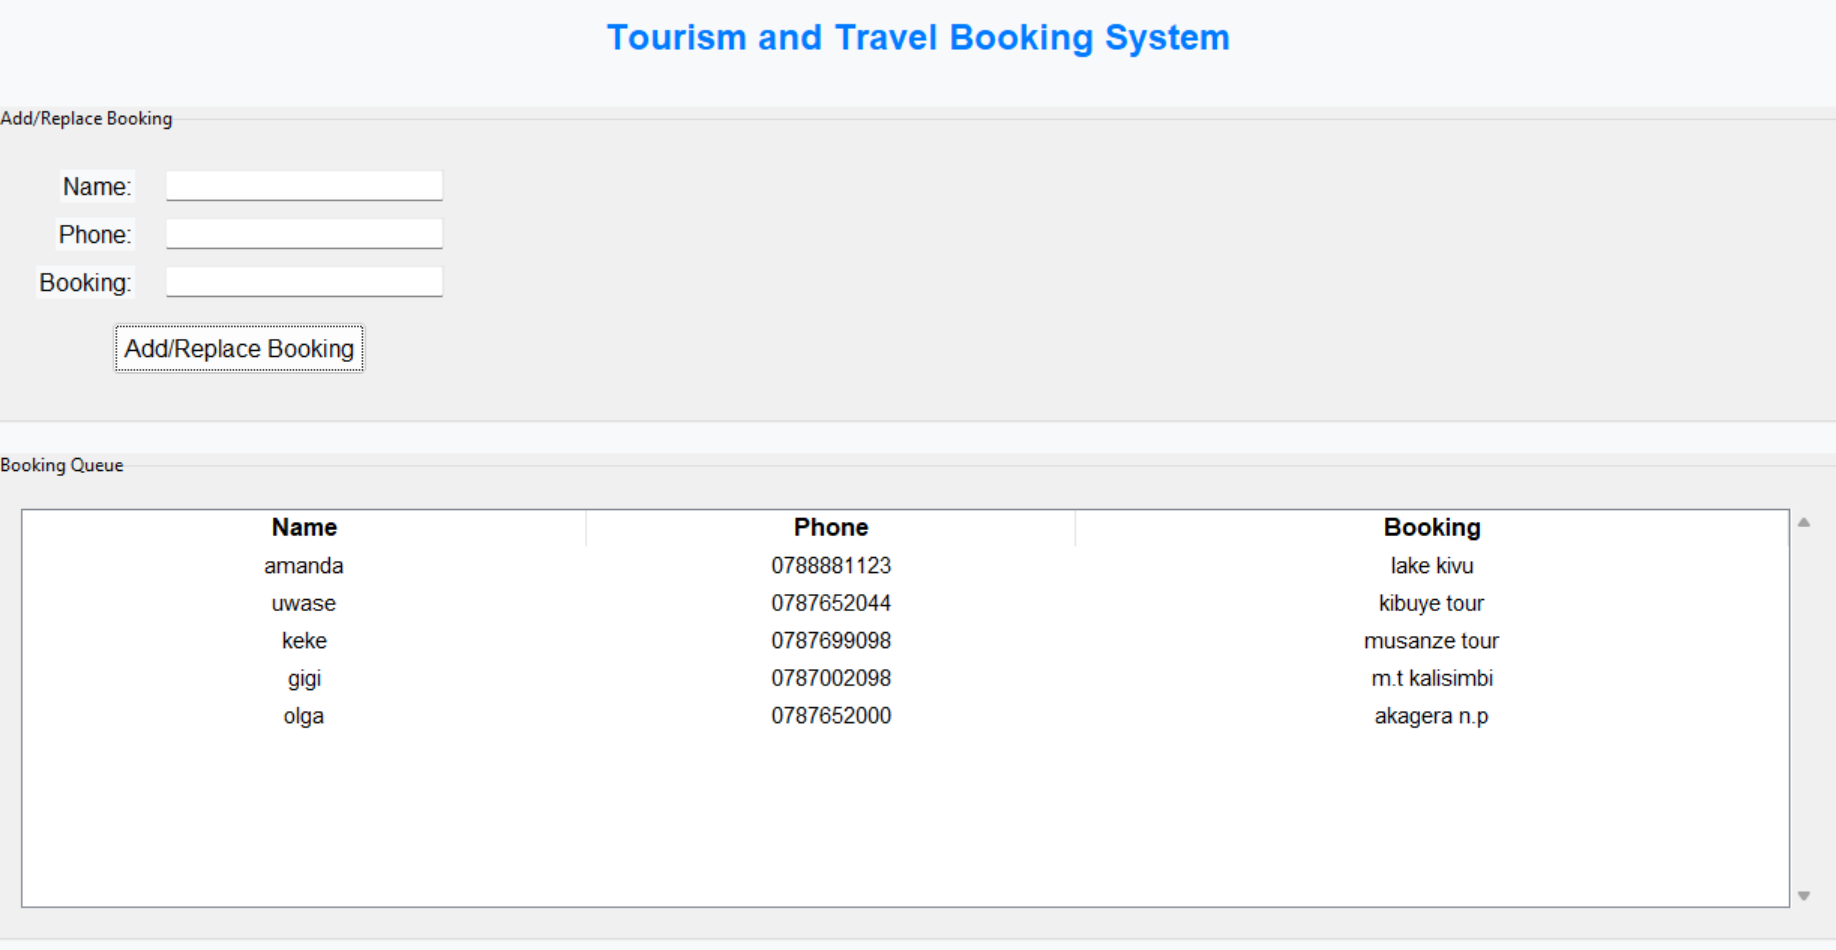 Tourism and Travel Booking System
Add/Replace Booking
Name:
Phone:
Booking:
Add/Replace Booking
Booking Queue
Name Phone Booking
amanda 0788881123 lake kivu
uwase 0787652044 kibuye tour
keke 0787699098 musanze tour
gigi 0787002098 m.t kalisimbi
olga 0787652000 akagera n.p